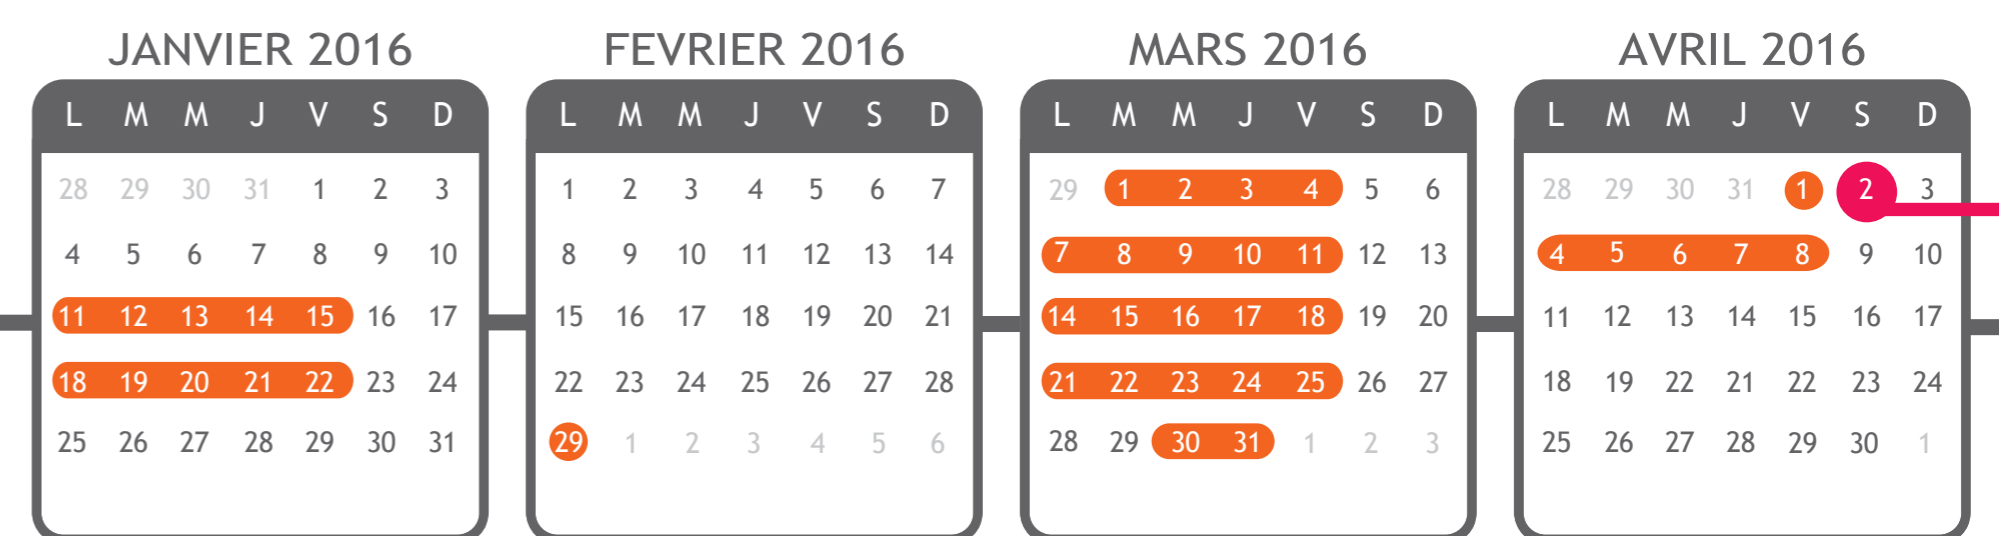 JANVIER 2016
L M M J V S D
28 29 30 31 1 2 3
4 5 6 7 8 9 10
11 12 13 14 15 16 17
18 19 20 21 22 23 24
25 26 27 28 29 30 31
FEVRIER 2016
L M M J V S D
1 2 3 4 5 6 7
8 9 10 11 12 13 14
15 16 17 18 19 20 21
22 23 24 25 26 27 28
29 1 2 3 4 5 6
MARS 2016
L M M J V S D
29 1 2 3 4 5 6
7 8 9 10 11 12 13
14 15 16 17 18 19 20
21 22 23 24 25 26 27
28 29 30 31 1 2 3
AVRIL 2016
L M M J V S D
28 29 30 31 1 2 3
4 5 6 7 8 9 10
11 12 13 14 15 16 17
18 19 22 21 22 23 24
25 26 27 28 29 30 1